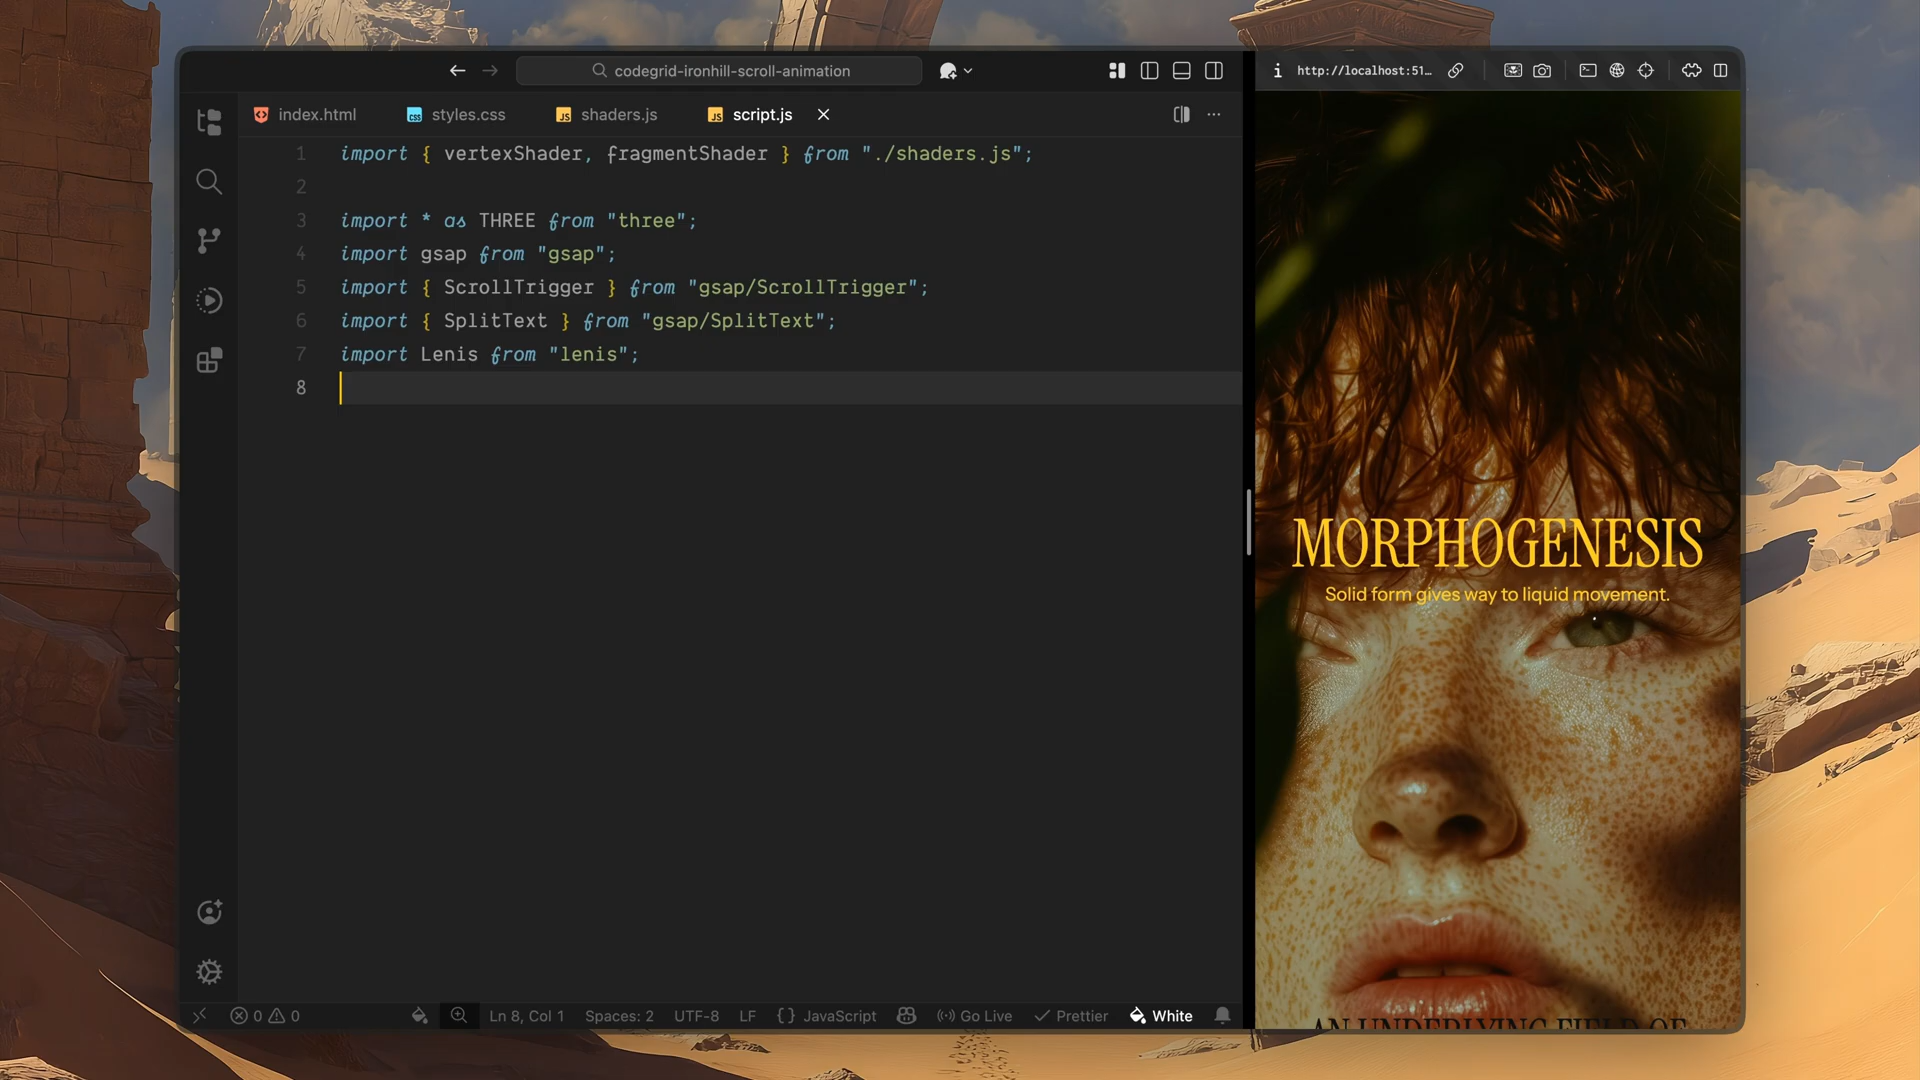 codegrid-ironhill-scroll-animation
http://localhost:51…
index.html
styles.css
shaders.js
script.js
1 import { vertexShader, fragmentShader } from "./shaders.js";
2
3 import * as THREE from "three";
4 import gsap from "gsap";
5 import { ScrollTrigger } from "gsap/ScrollTrigger";
6 import { SplitText } from "gsap/SplitText";
7 import Lenis from "lenis";
8
MORPHOGENESIS
Solid form gives way to liquid movement.
AN UNDERLYING FIELD OF
0 0
Ln 8, Col 1
Spaces: 2
UTF-8
LF
{} JavaScript
Go Live
Prettier
White